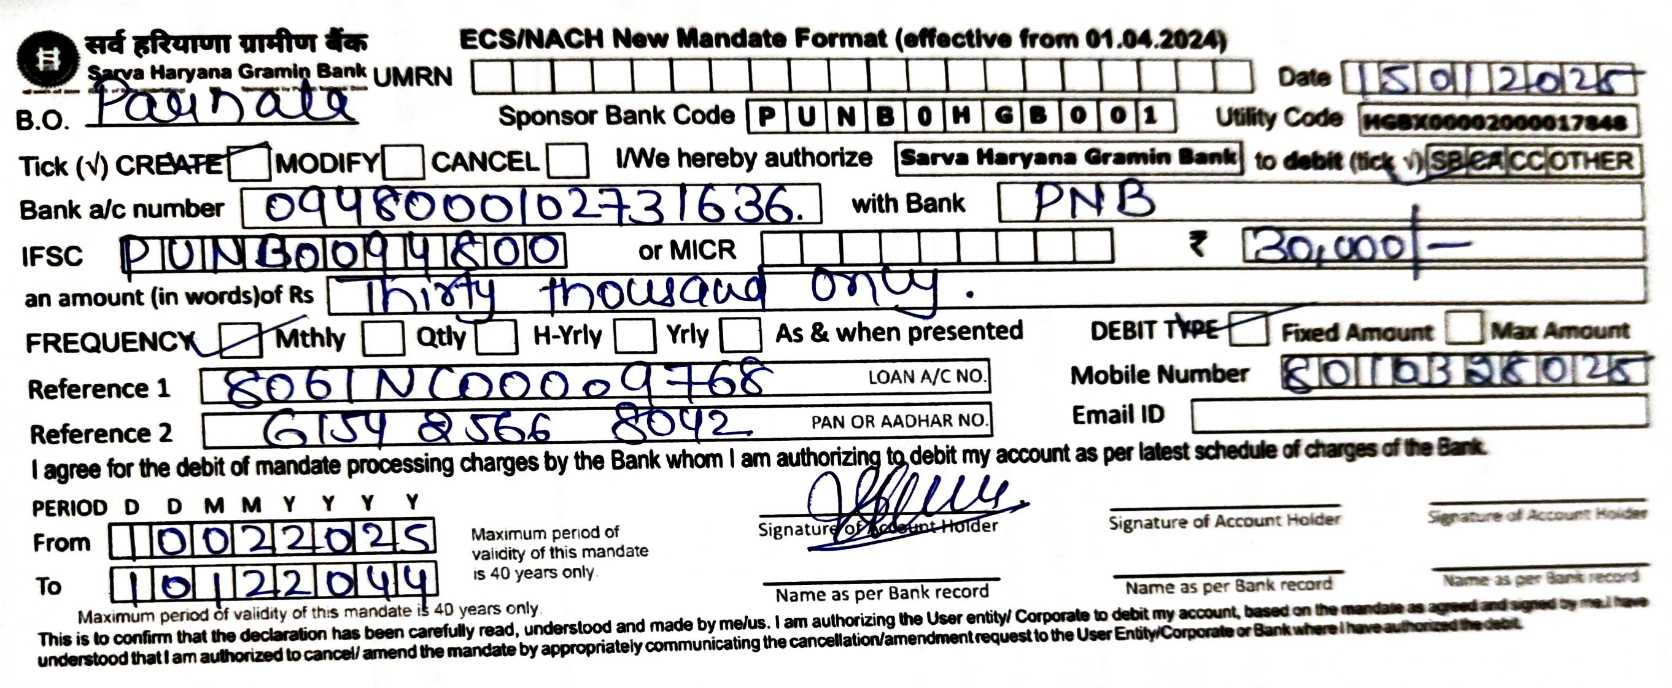 सर्व हरियाणा ग्रामीण बैंक
Sarva Haryana Gramin Bank
ECS/NACH New Mandate Format (effective from 01.04.2024)
UMRN Date 15012025
B.O. Sponsor Bank Code PUNB0HGB001 Utility Code HGBX00002000017848
Tick (√) CREATE MODIFY CANCEL I/We hereby authorize Sarva Haryana Gramin Bank to debit (tick √) SB CA CC OTHER
Bank a/c number 0948000102731636. with Bank PNB
IFSC PUNB0094800 or MICR ₹ 30,000/-
an amount (in words)of Rs Thirty thousand only.
FREQUENCY Mthly Qtly H-Yrly Yrly As & when presented DEBIT TYPE Fixed Amount Max Amount
Reference 1 8061NC00009768 LOAN A/C NO. Mobile Number
Reference 2 6154 8566 8042 PAN OR AADHAR NO. Email ID
I agree for the debit of mandate processing charges by the Bank whom I am authorizing to debit my account as per latest schedule of charges of the Bank.
PERIOD D D M M Y Y Y Y
From 10022025
To 10122044
Maximum period of
validity of this mandate
is 40 years only
Signature of Account Holder Signature of Account Holder Signature of Account Holder
Name as per Bank record Name as per Bank record Name as per Bank record
Maximum period of validity of this mandate is 40 years only.
This is to confirm that the declaration has been carefully read, understood and made by me/us. I am authorizing the User entity/ Corporate to debit my account, based on the mandate as agreed and signed by me.I have
understood that I am authorized to cancel/ amend the mandate by appropriately communicating the cancellation/amendment request to the User Entity/Corporate or Bank where I have authorized the debit.